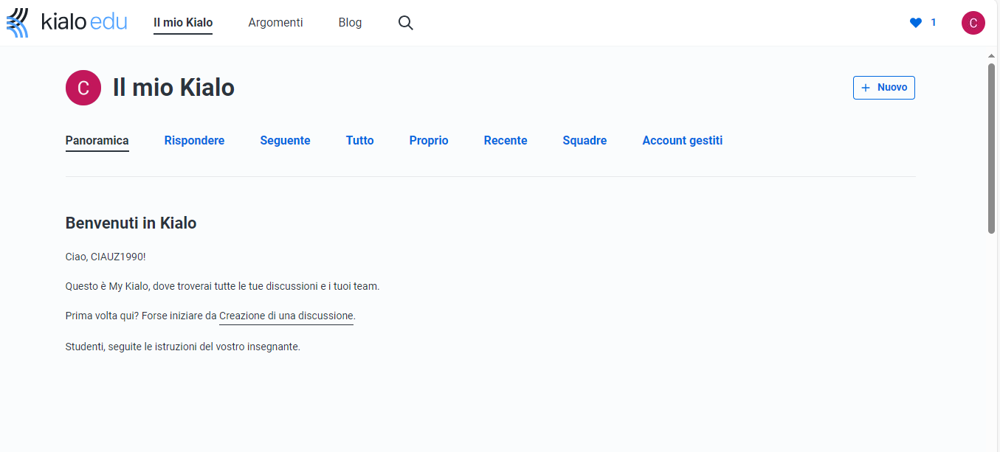 kialo edu Il mio Kialo Argomenti Blog 1 C
C Il mio Kialo + Nuovo
Panoramica Rispondere Seguente Tutto Proprio Recente Squadre Account gestiti
Benvenuti in Kialo
Ciao, CIAUZ1990!
Questo è My Kialo, dove troverai tutte le tue discussioni e i tuoi team.
Prima volta qui? Forse iniziare da Creazione di una discussione.
Studenti, seguite le istruzioni del vostro insegnante.